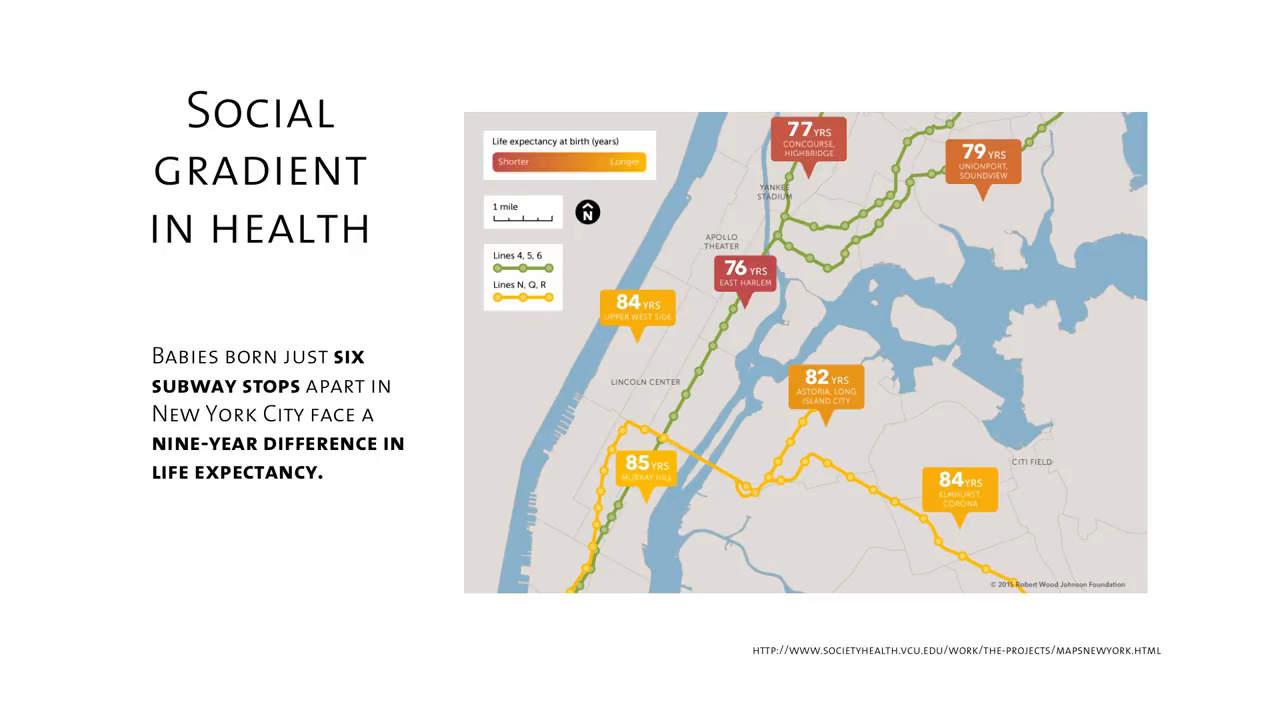 Social
gradient
in health
Babies born just six
subway stops apart in
New York City face a
nine-year difference in
life expectancy.
Life expectancy at birth (years)
Shorter Longer
1 mile
N
Lines 4, 5, 6
Lines N, Q, R
77 YRS
CONCOURSE,
HIGHBRIDGE
79 YRS
UNIONPORT,
SOUNDVIEW
YANKEE
STADIUM
APOLLO
THEATER
76 YRS
EAST HARLEM
84 YRS
UPPER WEST SIDE
LINCOLN CENTER
82 YRS
ASTORIA, LONG
ISLAND CITY
85 YRS
MURRAY HILL
CITI FIELD
84 YRS
ELMHURST,
CORONA
© 2015 Robert Wood Johnson Foundation
http://www.societyhealth.vcu.edu/work/the-projects/mapsnewyork.html